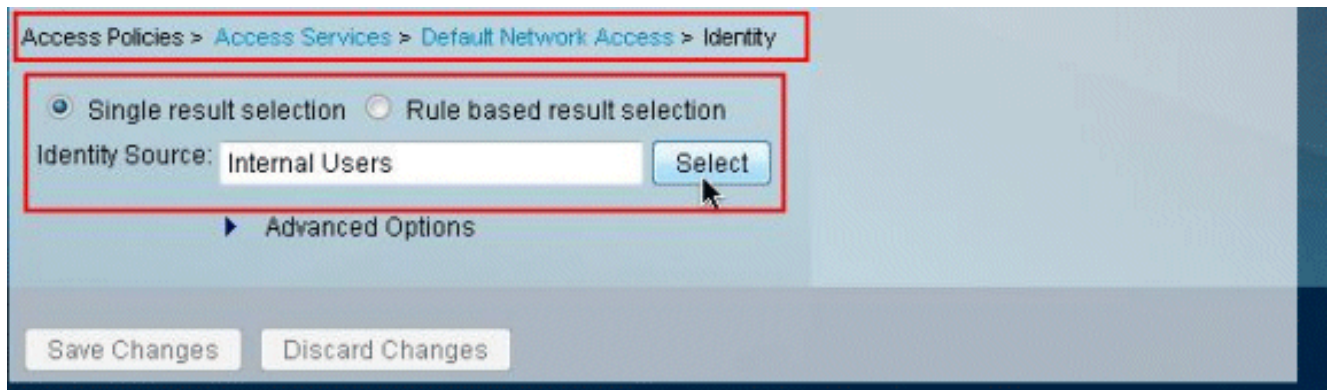 Access Policies > Access Services > Default Network Access > Identity
Single result selection Rule based result selection
Identity Source: Internal Users Select
Advanced Options
Save Changes Discard Changes